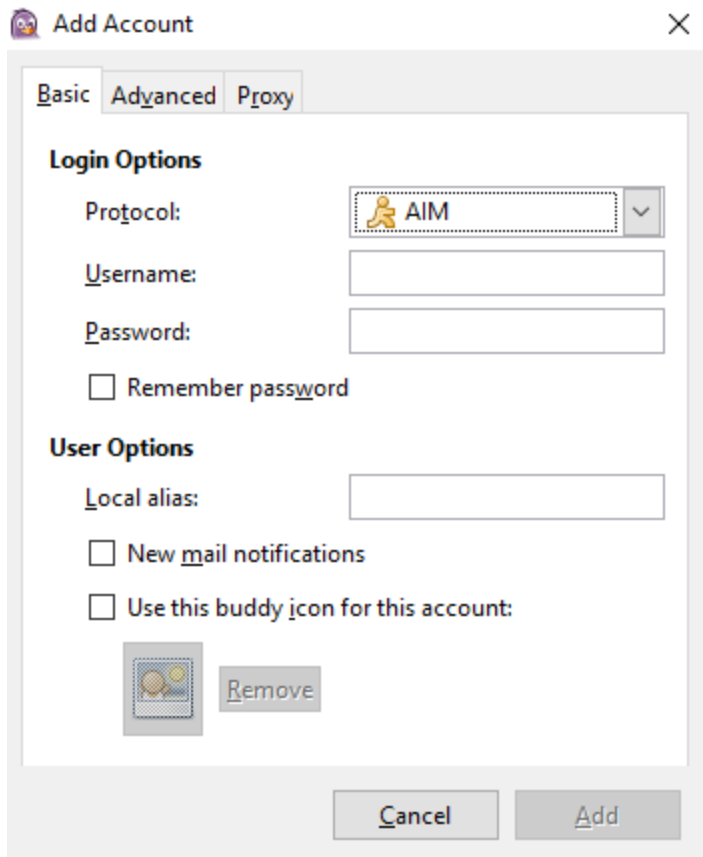 Add Account
Basic Advanced Proxy
Login Options
Protocol: AIM
Username:
Password:
Remember password
User Options
Local alias:
New mail notifications
Use this buddy icon for this account:
Remove
Cancel Add